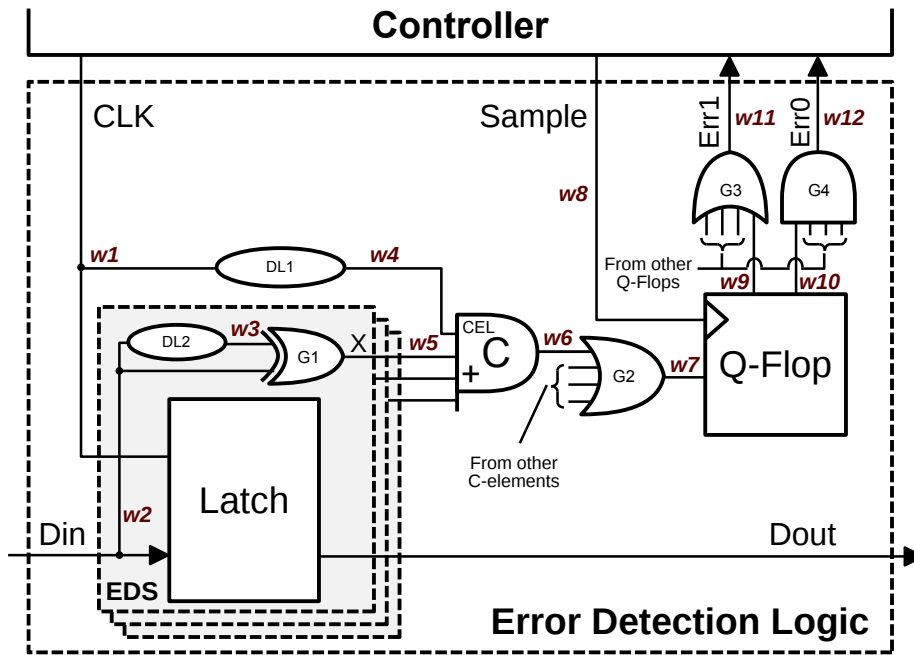 Controller
CLK
Sample
Err1
w11
Err0
w12
w8
G3
G4
w1
DL1
w4
From other
Q-Flops
w9
w10
DL2
w3
G1
X
w5
CEL
C
+
w6
G2
w7
Q-Flop
From other
C-elements
Latch
w2
Din
Dout
EDS
Error Detection Logic